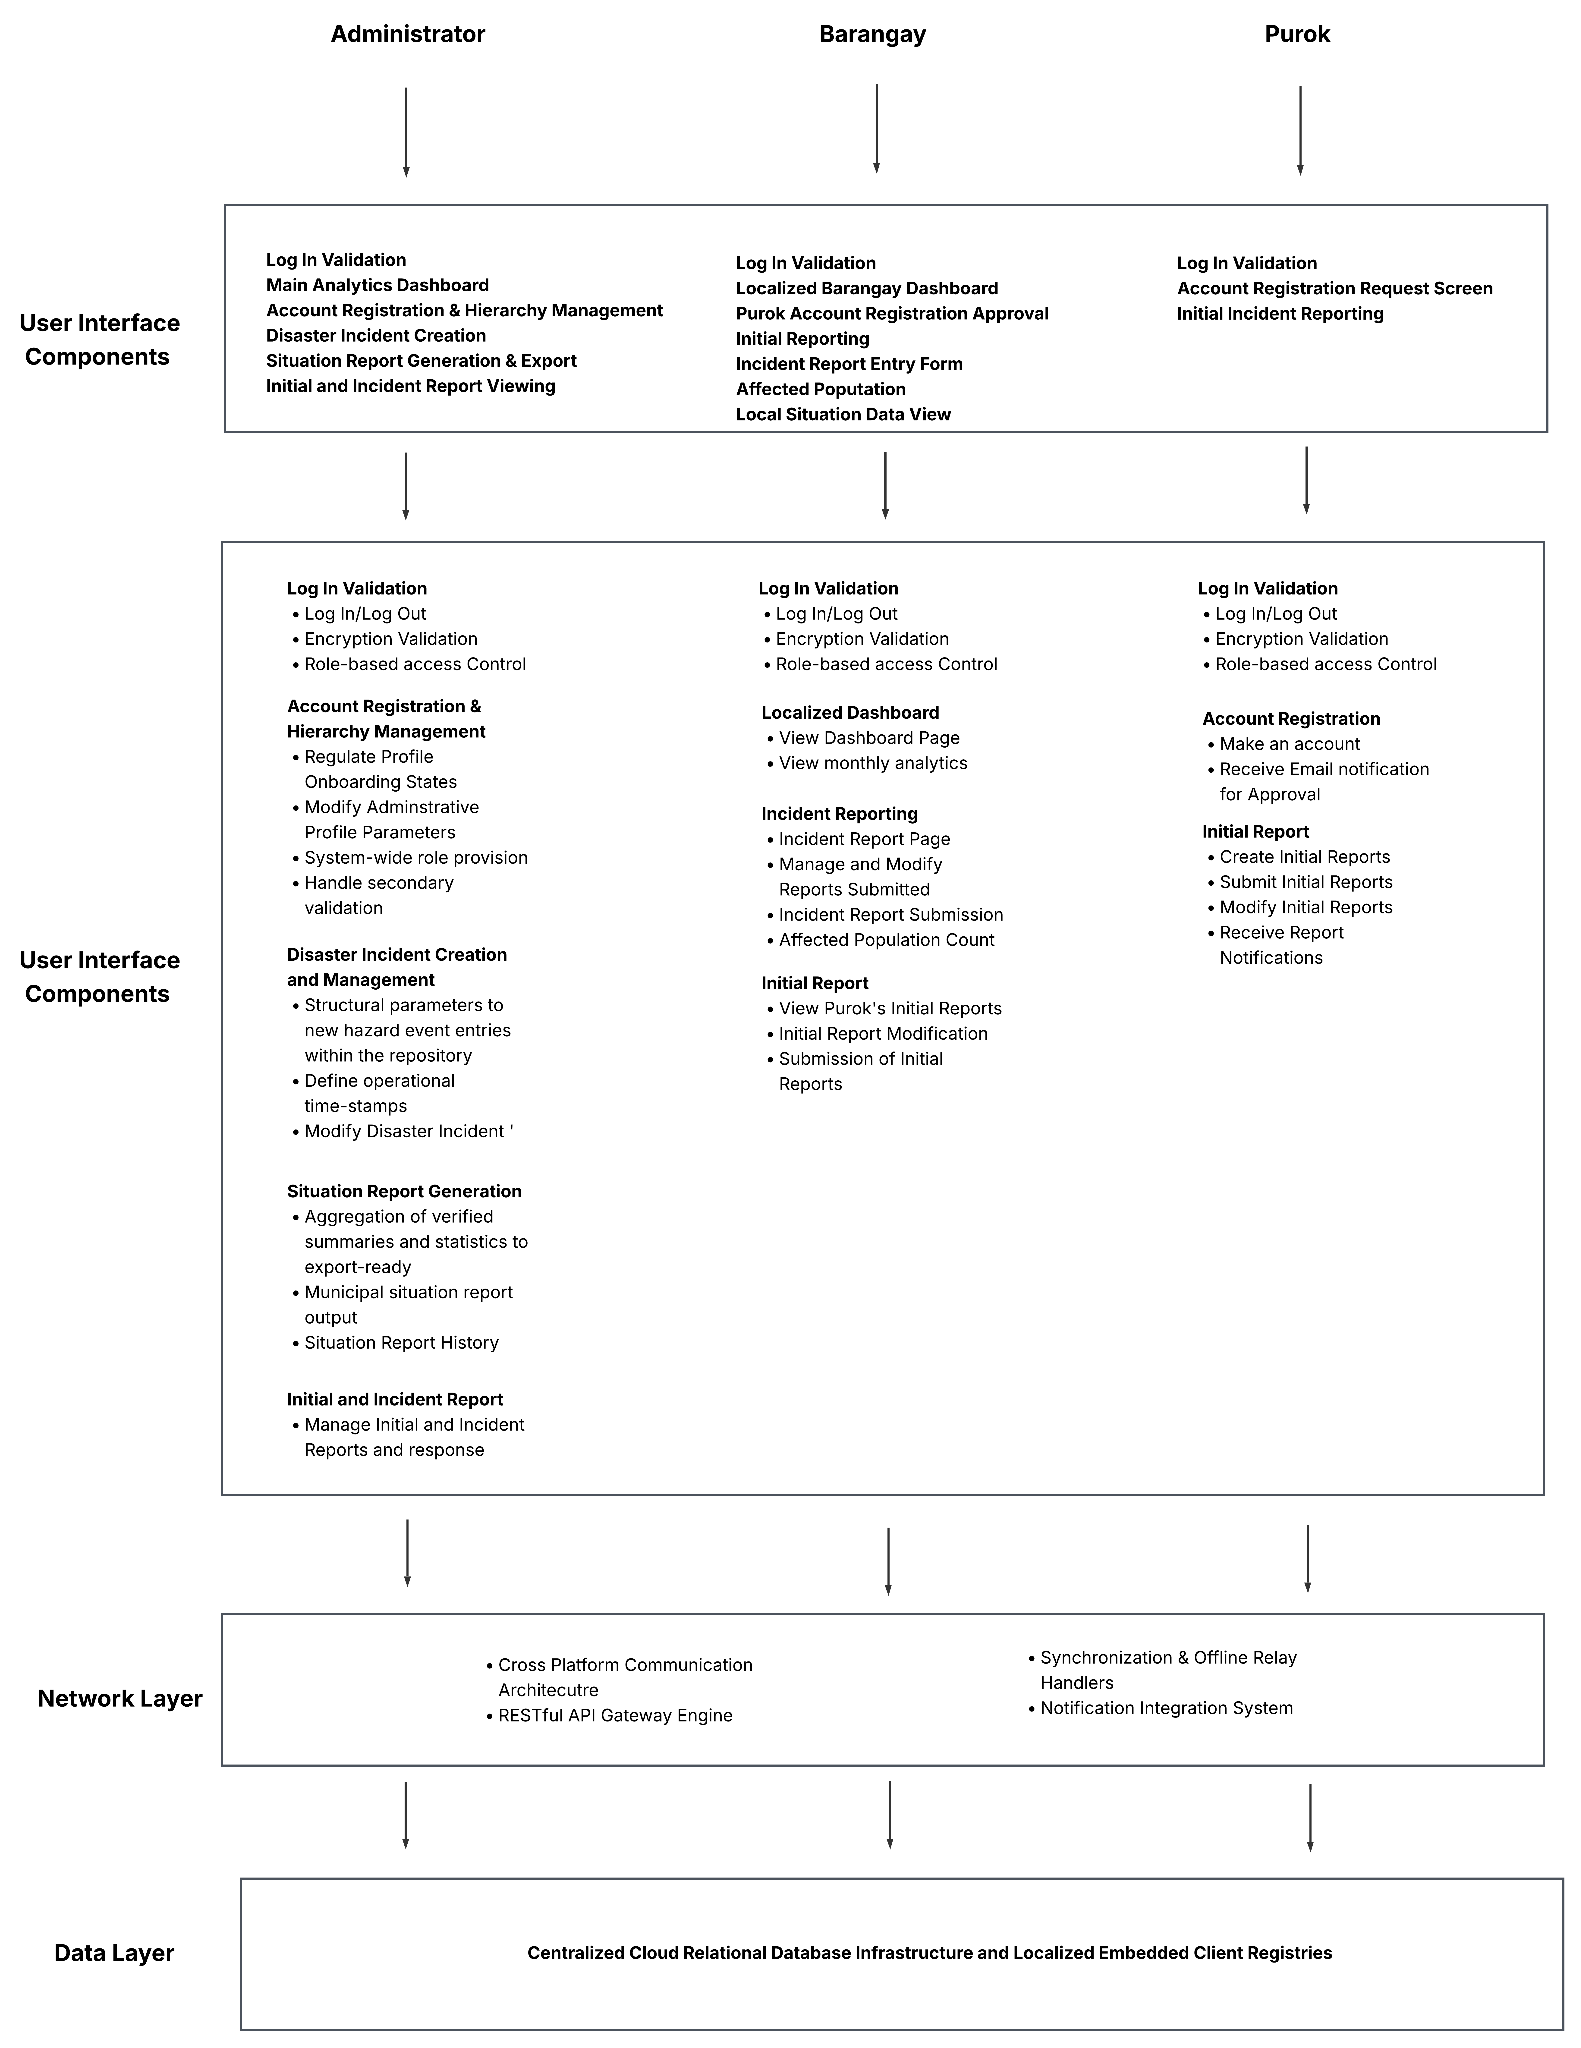 Administrator
Barangay
Purok
User Interface
Components
Log In Validation
Main Analytics Dashboard
Account Registration & Hierarchy Management
Disaster Incident Creation
Situation Report Generation & Export
Initial and Incident Report Viewing
Log In Validation
Localized Barangay Dashboard
Purok Account Registration Approval
Initial Reporting
Incident Report Entry Form
Affected Poputation
Local Situation Data View
Log In Validation
Account Registration Request Screen
Initial Incident Reporting
User Interface
Components
Log In Validation
• Log In/Log Out
• Encryption Validation
• Role-based access Control
Account Registration &
Hierarchy Management
• Regulate Profile
Onboarding States
• Modify Adminstrative
Profile Parameters
• System-wide role provision
• Handle secondary
validation
Disaster Incident Creation
and Management
• Structural parameters to
new hazard event entries
within the repository
• Define operational
time-stamps
• Modify Disaster Incident '
Situation Report Generation
• Aggregation of verified
summaries and statistics to
export-ready
• Municipal situation report
output
• Situation Report History
Initial and Incident Report
• Manage Initial and Incident
Reports and response
Log In Validation
• Log In/Log Out
• Encryption Validation
• Role-based access Control
Localized Dashboard
• View Dashboard Page
• View monthly analytics
Incident Reporting
• Incident Report Page
• Manage and Modify
Reports Submitted
• Incident Report Submission
• Affected Population Count
Initial Report
• View Purok's Initial Reports
• Initial Report Modification
• Submission of Initial
Reports
Log In Validation
• Log In/Log Out
• Encryption Validation
• Role-based access Control
Account Registration
• Make an account
• Receive Email notification
for Approval
Initial Report
• Create Initial Reports
• Submit Initial Reports
• Modify Initial Reports
• Receive Report
Notifications
Network Layer
• Cross Platform Communication
Architecutre
• RESTful API Gateway Engine
• Synchronization & Offline Relay
Handlers
• Notification Integration System
Data Layer
Centralized Cloud Relational Database Infrastructure and Localized Embedded Client Registries